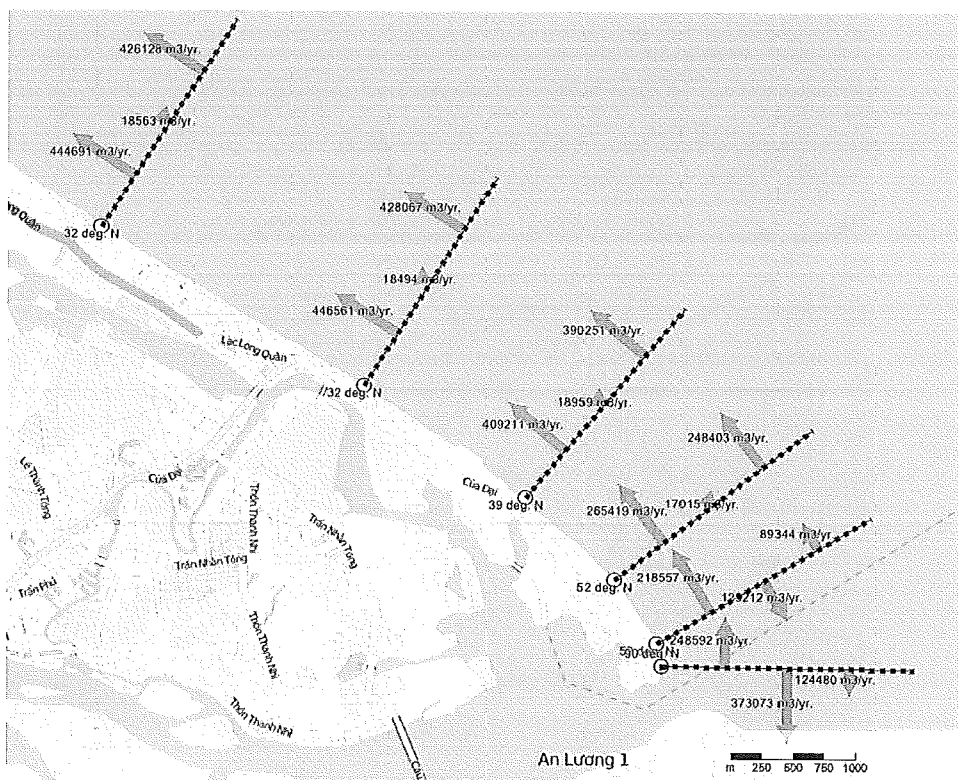 426128 m3/yr.
18563 m3/yr.
444691 m3/yr.
32 deg. N
428067 m3/yr.
18494 m3/yr.
446561 m3/yr.
Lạc Long Quân
32 deg. N
390251 m3/yr.
18959 m3/yr.
409211 m3/yr.
Cửa Đại
39 deg. N
248403 m3/yr.
17015 m3/yr.
265419 m3/yr.
52 deg. N
89344 m3/yr.
218557 m3/yr.
129212 m3/yr.
248592 m3/yr.
90 deg. N
124480 m3/yr.
373073 m3/yr.
Lê Thánh Tông
Cửa Đại
Thôn Thanh Nhì
Trần Nhân Tông
Trần Nhân Tông
Trần Phú
Thôn Thanh Nhì
Thôn Thanh Nhì
An Lương 1
m 250 500 750 1000